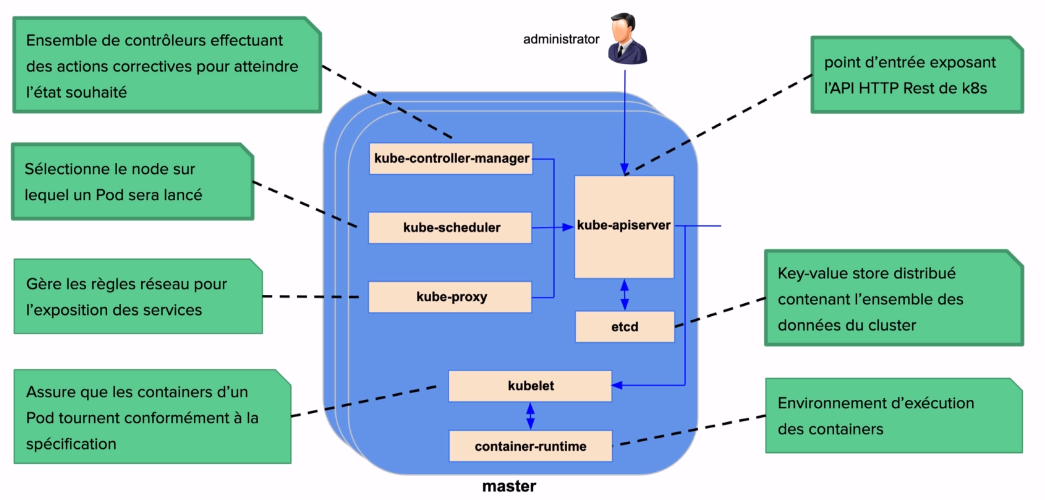 Ensemble de contrôleurs effectuant
des actions correctives pour atteindre
l'état souhaité
administrator
point d'entrée exposant
l'API HTTP Rest de k8s
kube-controller-manager
Sélectionne le node sur
lequel un Pod sera lancé
kube-scheduler
kube-apiserver
Gère les règles réseau pour
l'exposition des services
kube-proxy
Key-value store distribué
contenant l'ensemble des
données du cluster
etcd
Assure que les containers d'un
Pod tournent conformément à la
spécification
kubelet
Environnement d'exécution
des containers
container-runtime
master